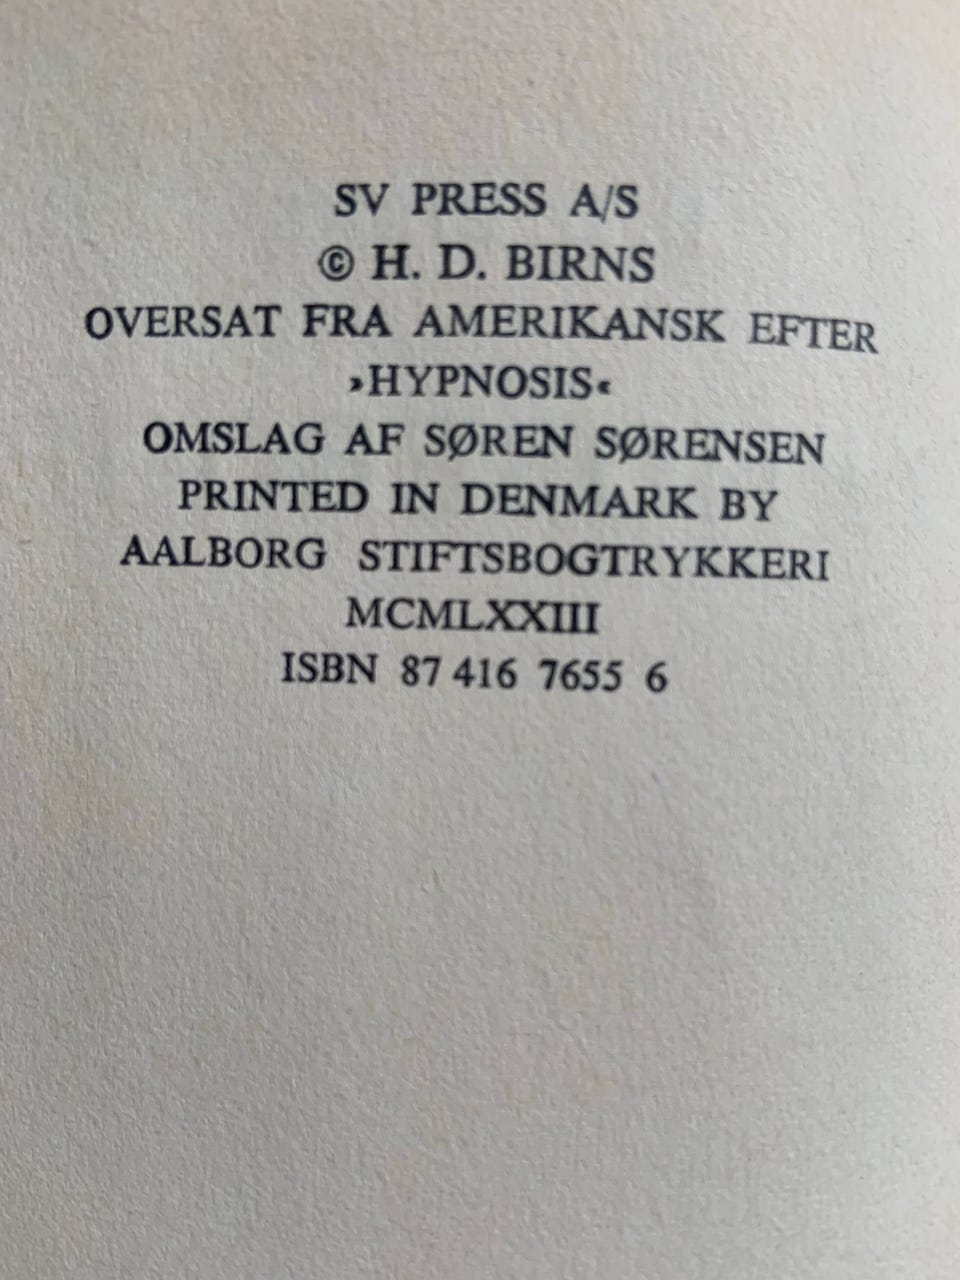 SV PRESS A/S
© H. D. BIRNS
OVERSAT FRA AMERIKANSK EFTER
»HYPNOSIS«
OMSLAG AF SØREN SØRENSEN
PRINTED IN DENMARK BY
AALBORG STIFTSBOGTRYKKERI
MCMLXXIII
ISBN 87 416 7655 6